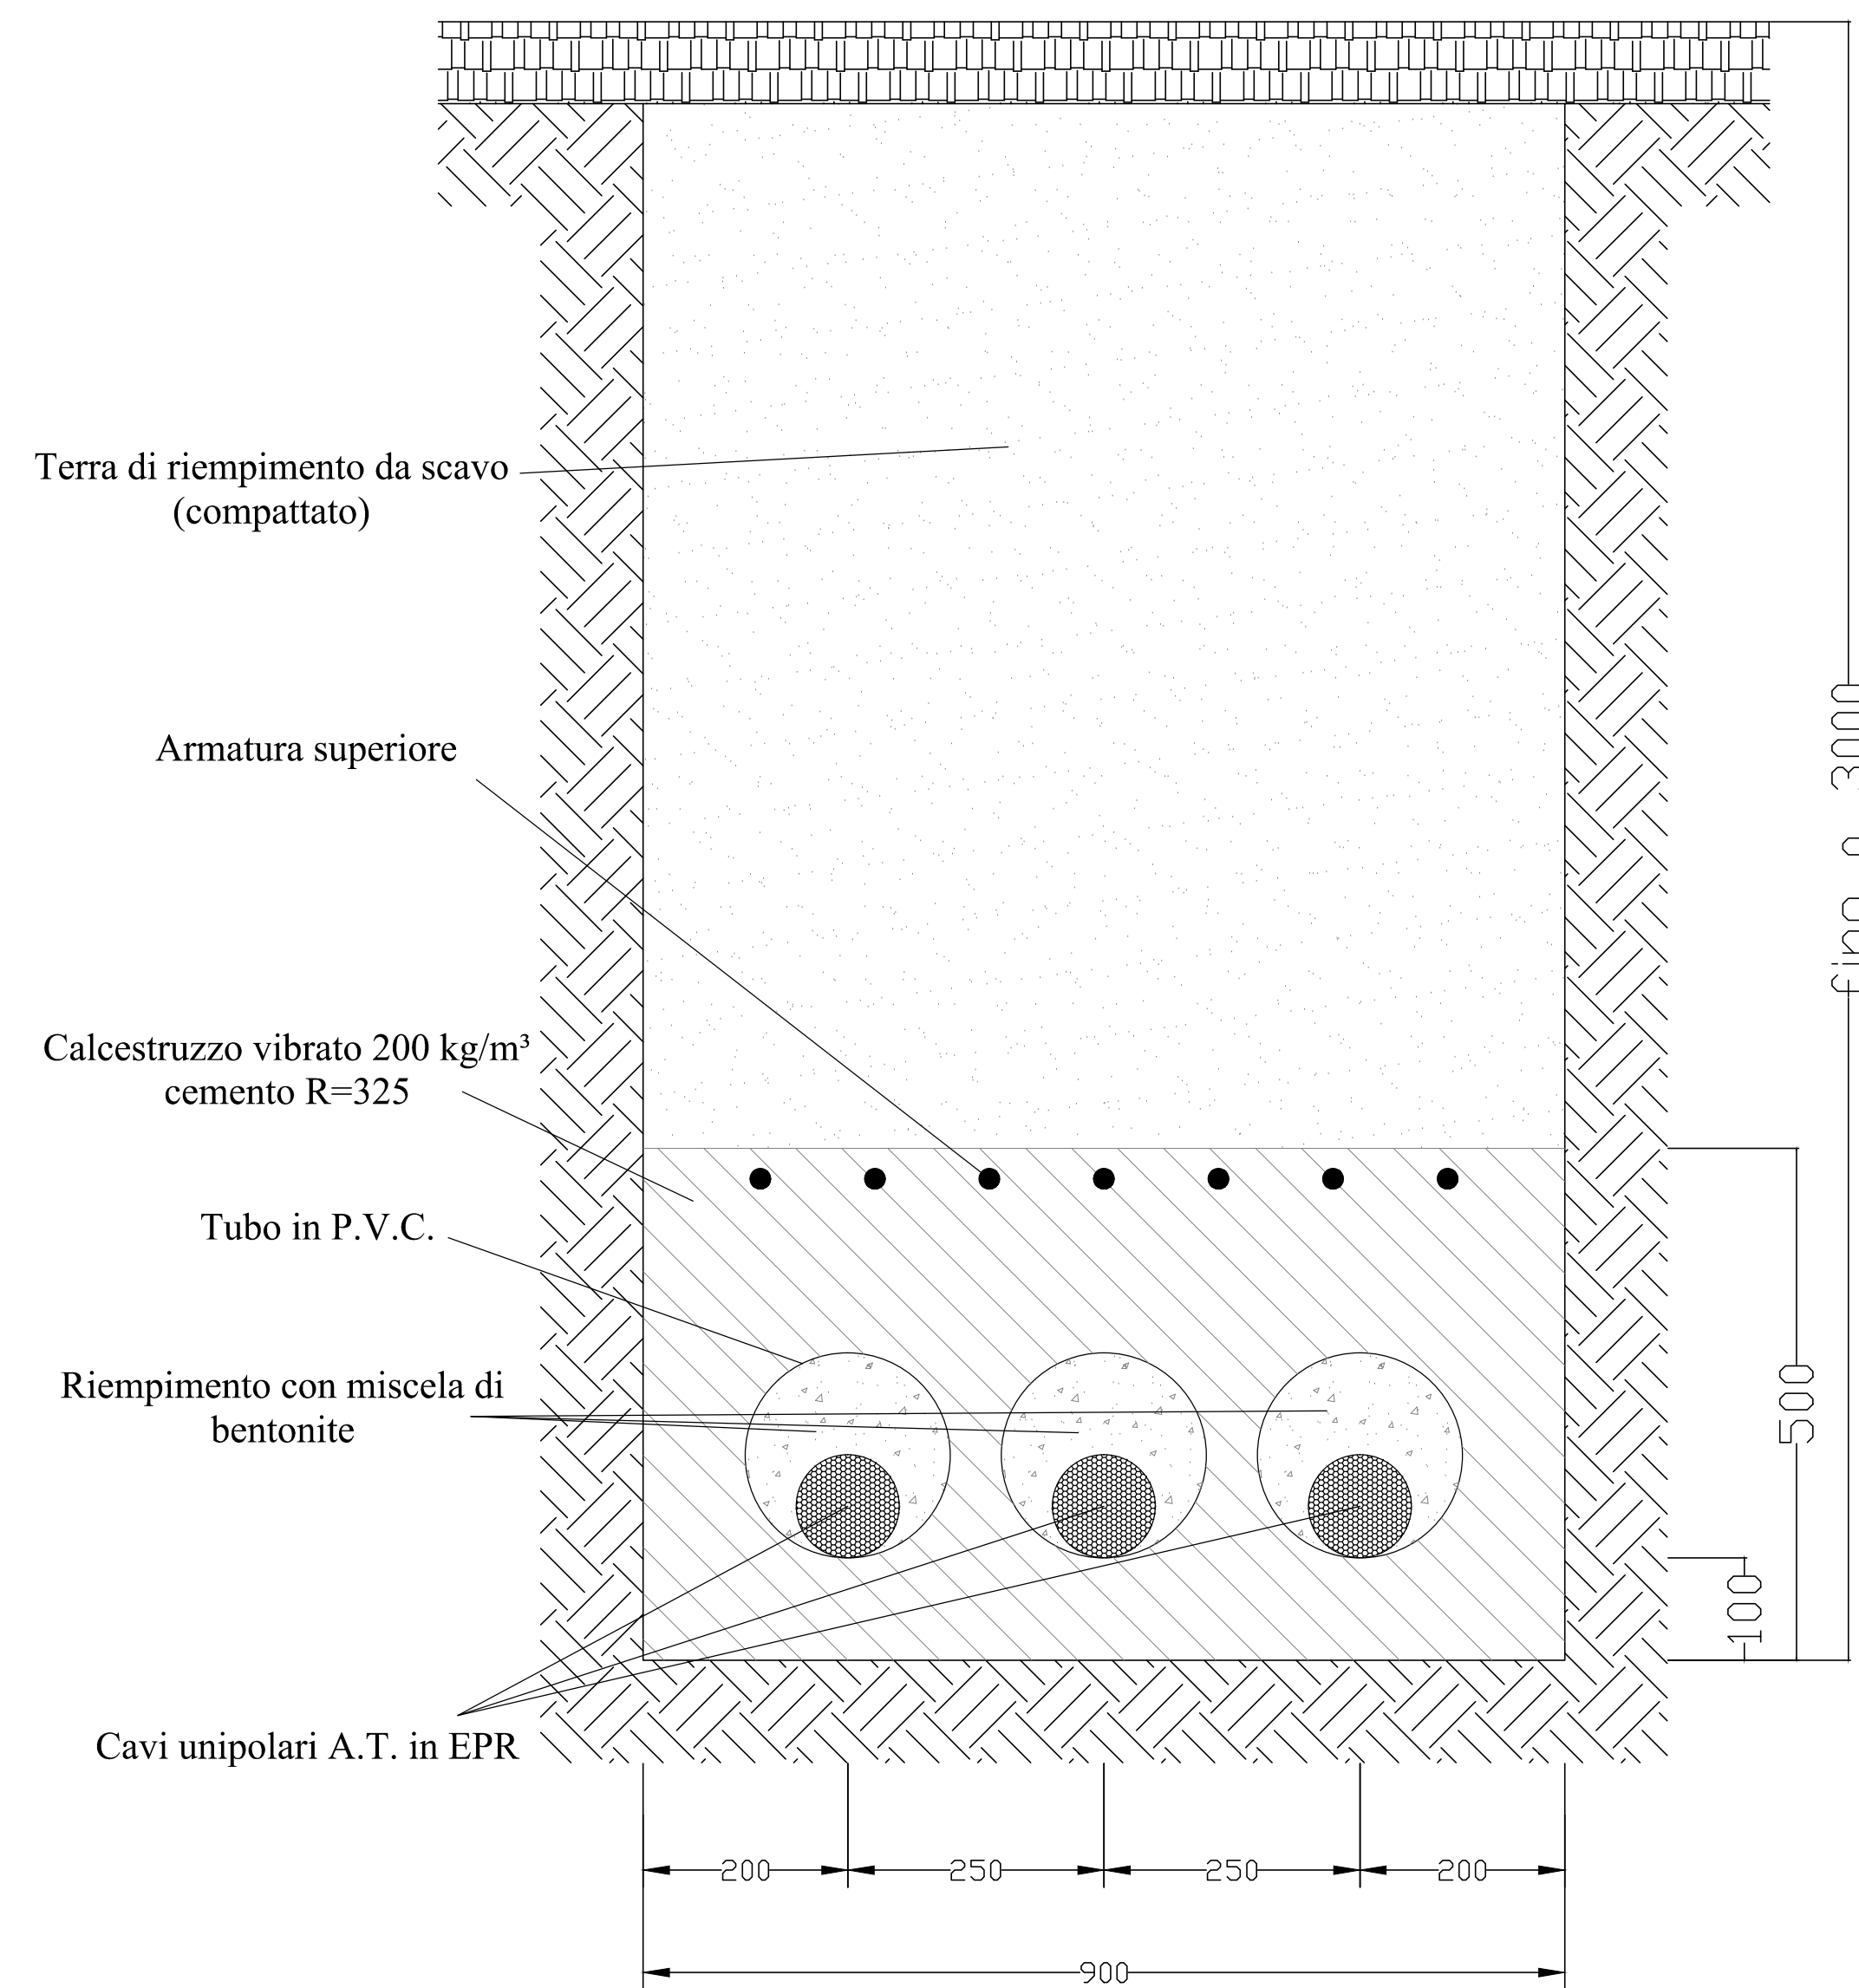 Terra di riempimento da scavo
(compattato)
Armatura superiore
Calcestruzzo vibrato 200 kg/m³
cemento R=325
Tubo in P.V.C.
Riempimento con miscela di
bentonite
Cavi unipolari A.T. in EPR
fino a 3000
500
100
200
250
250
200
900